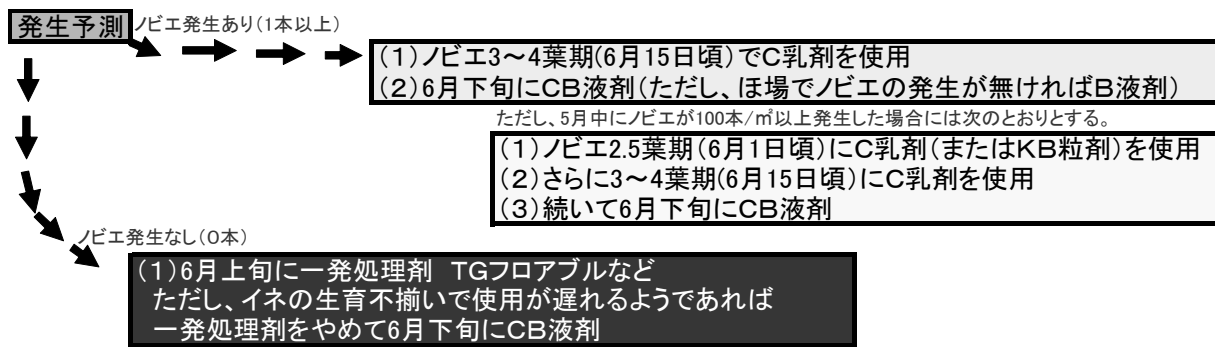 発生予測
ノビエ発生あり(1本以上)
(1)ノビエ3～4葉期(6月15日頃)でC乳剤を使用
(2)6月下旬にCB液剤(ただし、ほ場でノビエの発生が無ければB液剤)
ただし、5月中にノビエが100本/㎡以上発生した場合には次のとおりとする。
(1)ノビエ2.5葉期(6月1日頃)にC乳剤(またはKB粒剤)を使用
(2)さらに3～4葉期(6月15日頃)にC乳剤を使用
(3)続いて6月下旬にCB液剤
ノビエ発生なし(0本)
(1)6月上旬に一発処理剤 TGフロアブルなど
ただし、イネの生育不揃いで使用が遅れるようであれば
一発処理剤をやめて6月下旬にCB液剤